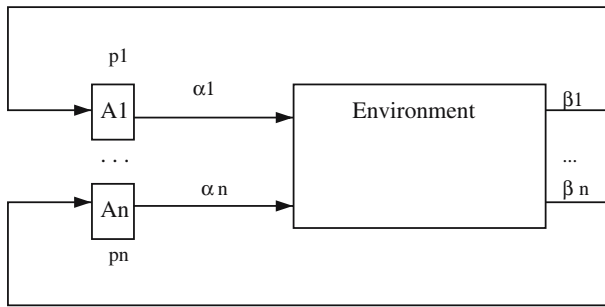 p1
α1
A1
Environment
β1
. . .
...
An
α n
β n
pn